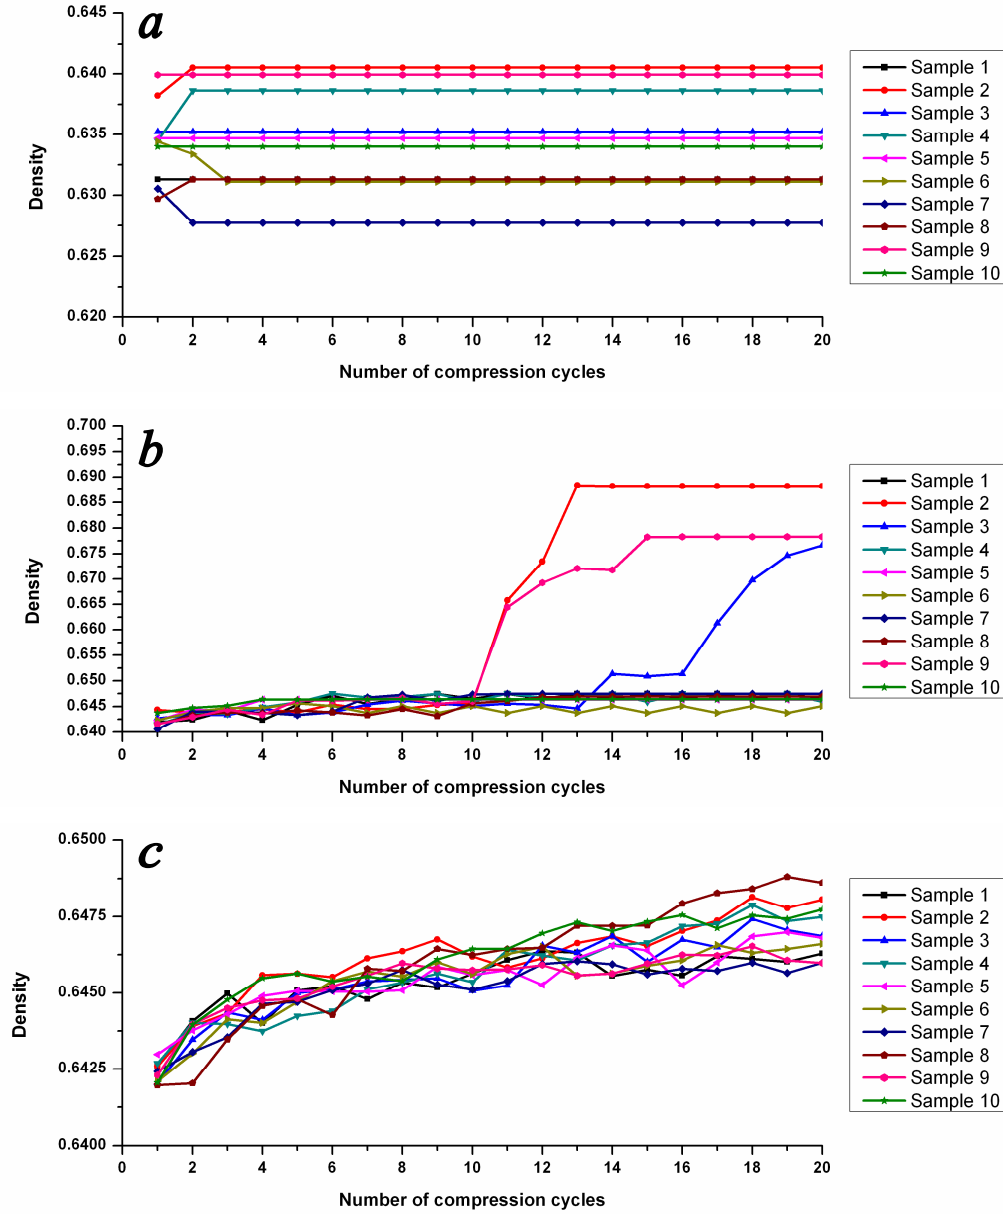 a
0.645
0.640
0.635
0.630
0.625
0.620
Density
0 2 4 6 8 10 12 14 16 18 20
Number of compression cycles
Sample 1
Sample 2
Sample 3
Sample 4
Sample 5
Sample 6
Sample 7
Sample 8
Sample 9
Sample 10
b
0.700
0.695
0.690
0.685
0.680
0.675
0.670
0.665
0.660
0.655
0.650
0.645
0.640
Density
0 2 4 6 8 10 12 14 16 18 20
Number of compression cycles
Sample 1
Sample 2
Sample 3
Sample 4
Sample 5
Sample 6
Sample 7
Sample 8
Sample 9
Sample 10
c
0.6500
0.6475
0.6450
0.6425
0.6400
Density
0 2 4 6 8 10 12 14 16 18 20
Number of compression cycles
Sample 1
Sample 2
Sample 3
Sample 4
Sample 5
Sample 6
Sample 7
Sample 8
Sample 9
Sample 10